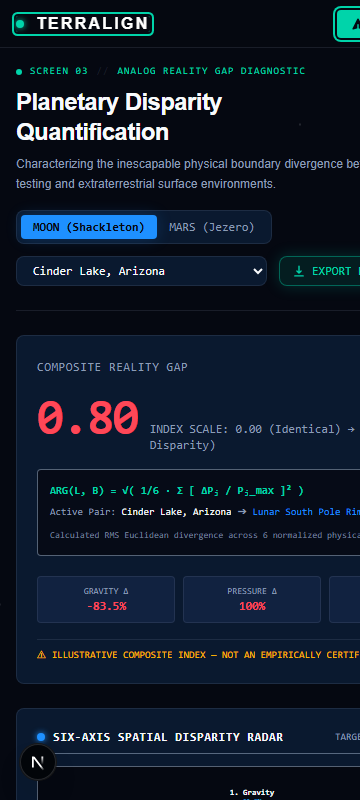 TERRALIGN
SCREEN 03 // ANALOG REALITY GAP DIAGNOSTIC
Planetary Disparity
Quantification
Characterizing the inescapable physical boundary divergence be
testing and extraterrestrial surface environments.
MOON (Shackleton) MARS (Jezero)
Cinder Lake, Arizona EXPORT
COMPOSITE REALITY GAP
0.80 INDEX SCALE: 0.00 (Identical) →
Disparity)
ARG(L, B) = √( 1/6 · Σ [ ΔPⱼ / Pⱼ_max ]² )
Active Pair: Cinder Lake, Arizona → Lunar South Pole Rim
Calculated RMS Euclidean divergence across 6 normalized physica
GRAVITY Δ PRESSURE Δ
-83.5% 100%
⚠ ILLUSTRATIVE COMPOSITE INDEX — NOT AN EMPIRICALLY CERTIF
SIX-AXIS SPATIAL DISPARITY RADAR TARGE
N
1. Gravity